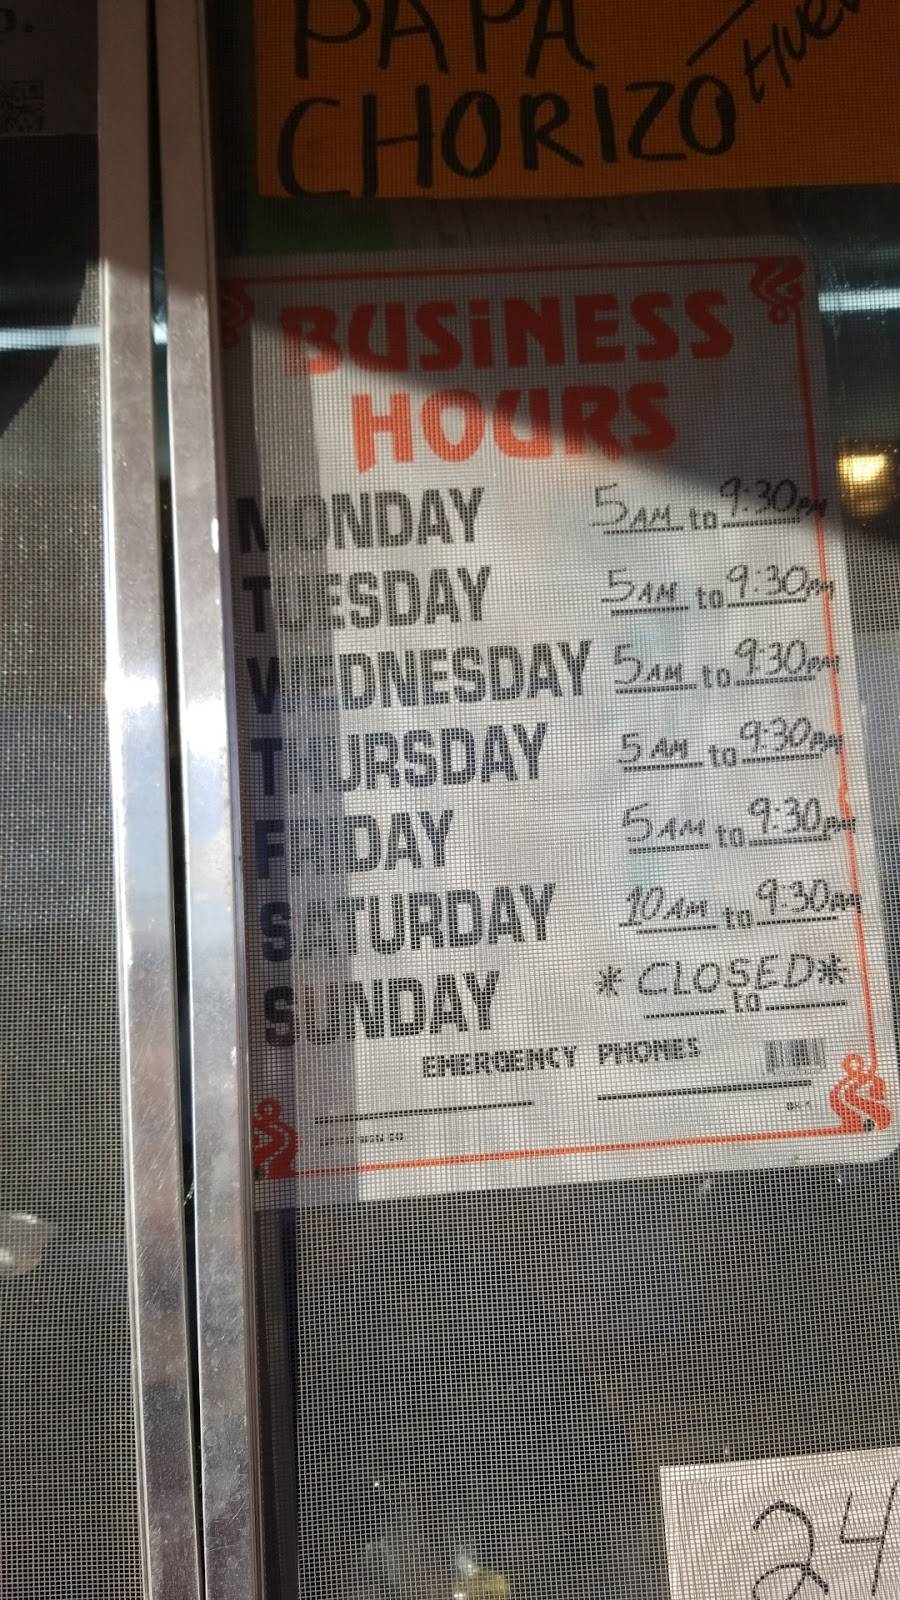 PAPA
CHORIZO
BUSINESS
HOURS
MONDAY 5AM to 9:30PM
TUESDAY 5AM to 9:30PM
WEDNESDAY 5AM to 9:30PM
THURSDAY 5AM to 9:30PM
FRIDAY 5AM to 9:30PM
SATURDAY 10AM to 9:30PM
SUNDAY * CLOSED*
to
EMERGENCY PHONES
24